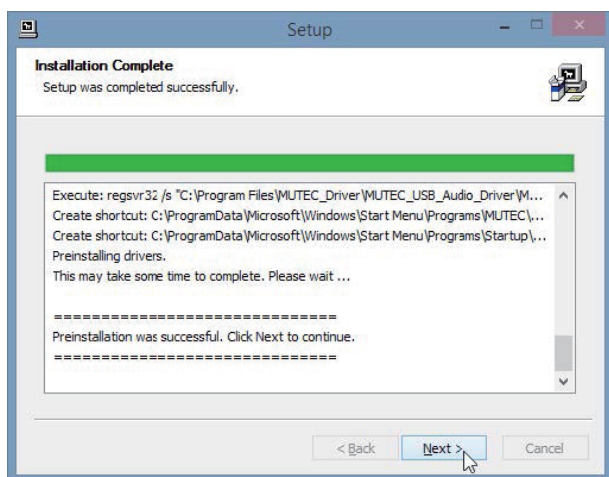 Setup
Installation Complete
Setup was completed successfully.
Execute: regsvr32 /s "C:\Program Files\MUTEC_Driver\MUTEC_USB_Audio_Driver\M...
Create shortcut: C:\ProgramData\Microsoft\Windows\Start Menu\Programs\MUTEC\...
Create shortcut: C:\ProgramData\Microsoft\Windows\Start Menu\Programs\Startup\...
Preinstalling drivers.
This may take some time to complete. Please wait ...
===============================
Preinstallation was successful. Click Next to continue.
===============================
< Back Next > Cancel